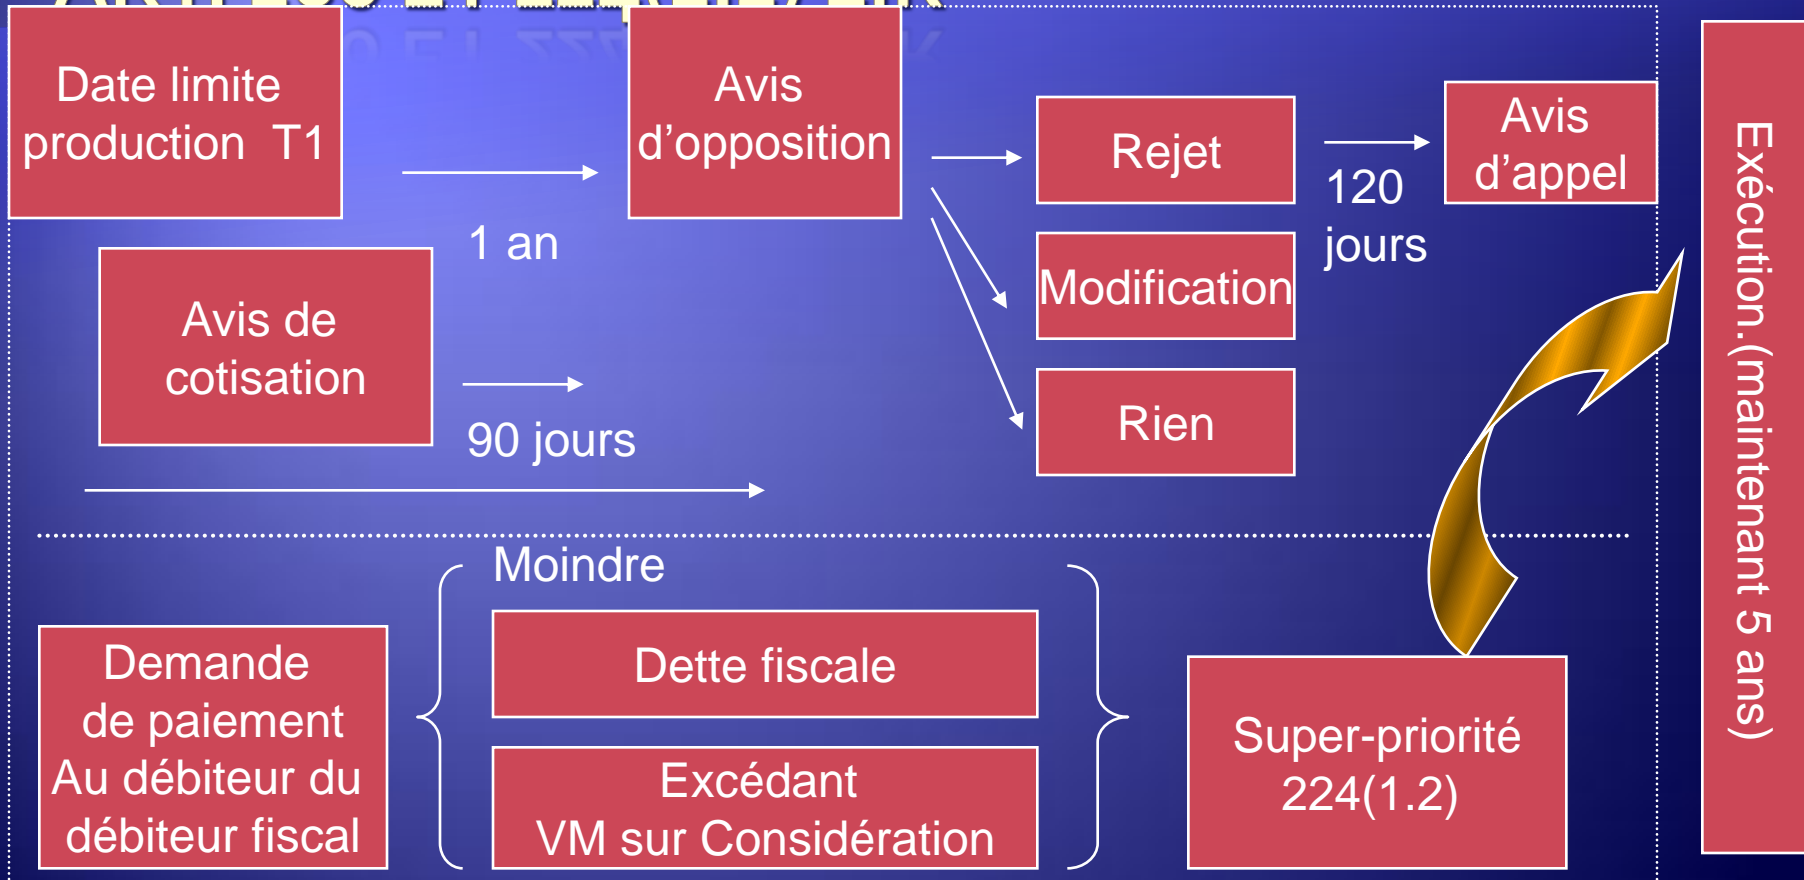 Date limite
production T1
Avis
d’opposition
Rejet
Avis
d’appel
120
jours
1 an
Avis de
cotisation
Modification
90 jours
Rien
Exécution.(maintenant 5 ans)
Moindre
Demande
de paiement
Au débiteur du
débiteur fiscal
Dette fiscale
Excédant
VM sur Considération
Super-priorité
224(1.2)